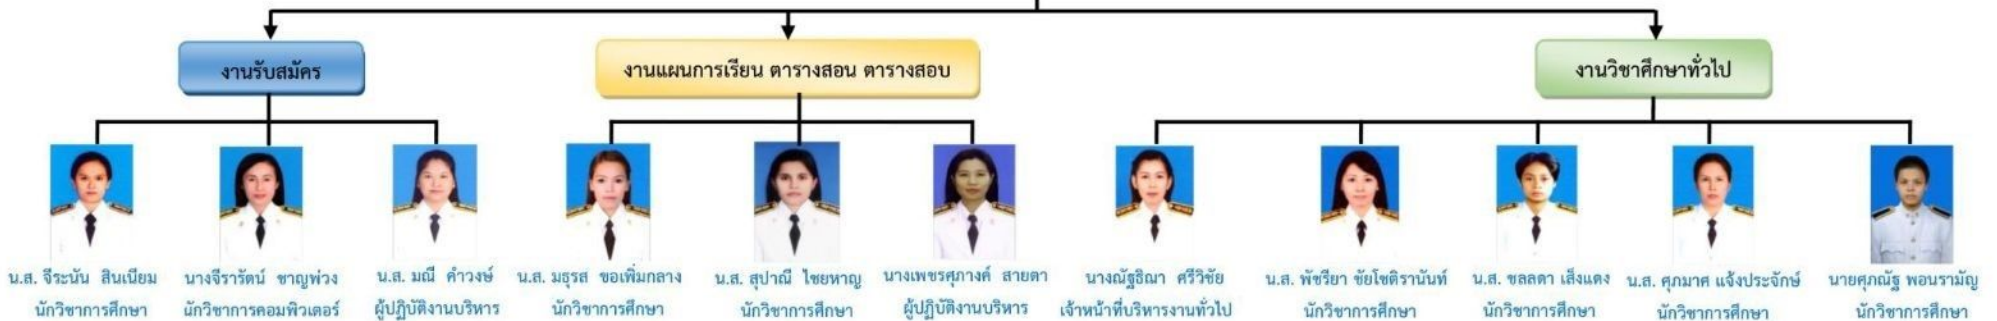 งานรับสมัคร
งานแผนการเรียน ตารางสอน ตารางสอบ
งานวิชาศึกษาทั่วไป
น.ส. จีระนัน สินเนียม
นักวิชาการศึกษา
นางจีรารัตน์ ชาญพ่วง
นักวิชาการคอมพิวเตอร์
น.ส. มณี คำวงษ์
ผู้ปฏิบัติงานบริหาร
น.ส. มธุรส ขอเพิ่มกลาง
นักวิชาการศึกษา
น.ส. สุปาณี ไชยหาญ
นักวิชาการศึกษา
นางเพชรศุภางค์ สายตา
ผู้ปฏิบัติงานบริหาร
นางณัฐธิณา ศรีวิชัย
เจ้าหน้าที่บริหารงานทั่วไป
น.ส. พัชรียา ชัยโชติรานันท์
นักวิชาการศึกษา
น.ส. ชลลดา เส็งแดง
นักวิชาการศึกษา
น.ส. ศุภมาศ แจ้งประจักษ์
นักวิชาการศึกษา
นายศุภณัฐ พอนรามัญ
นักวิชาการศึกษา